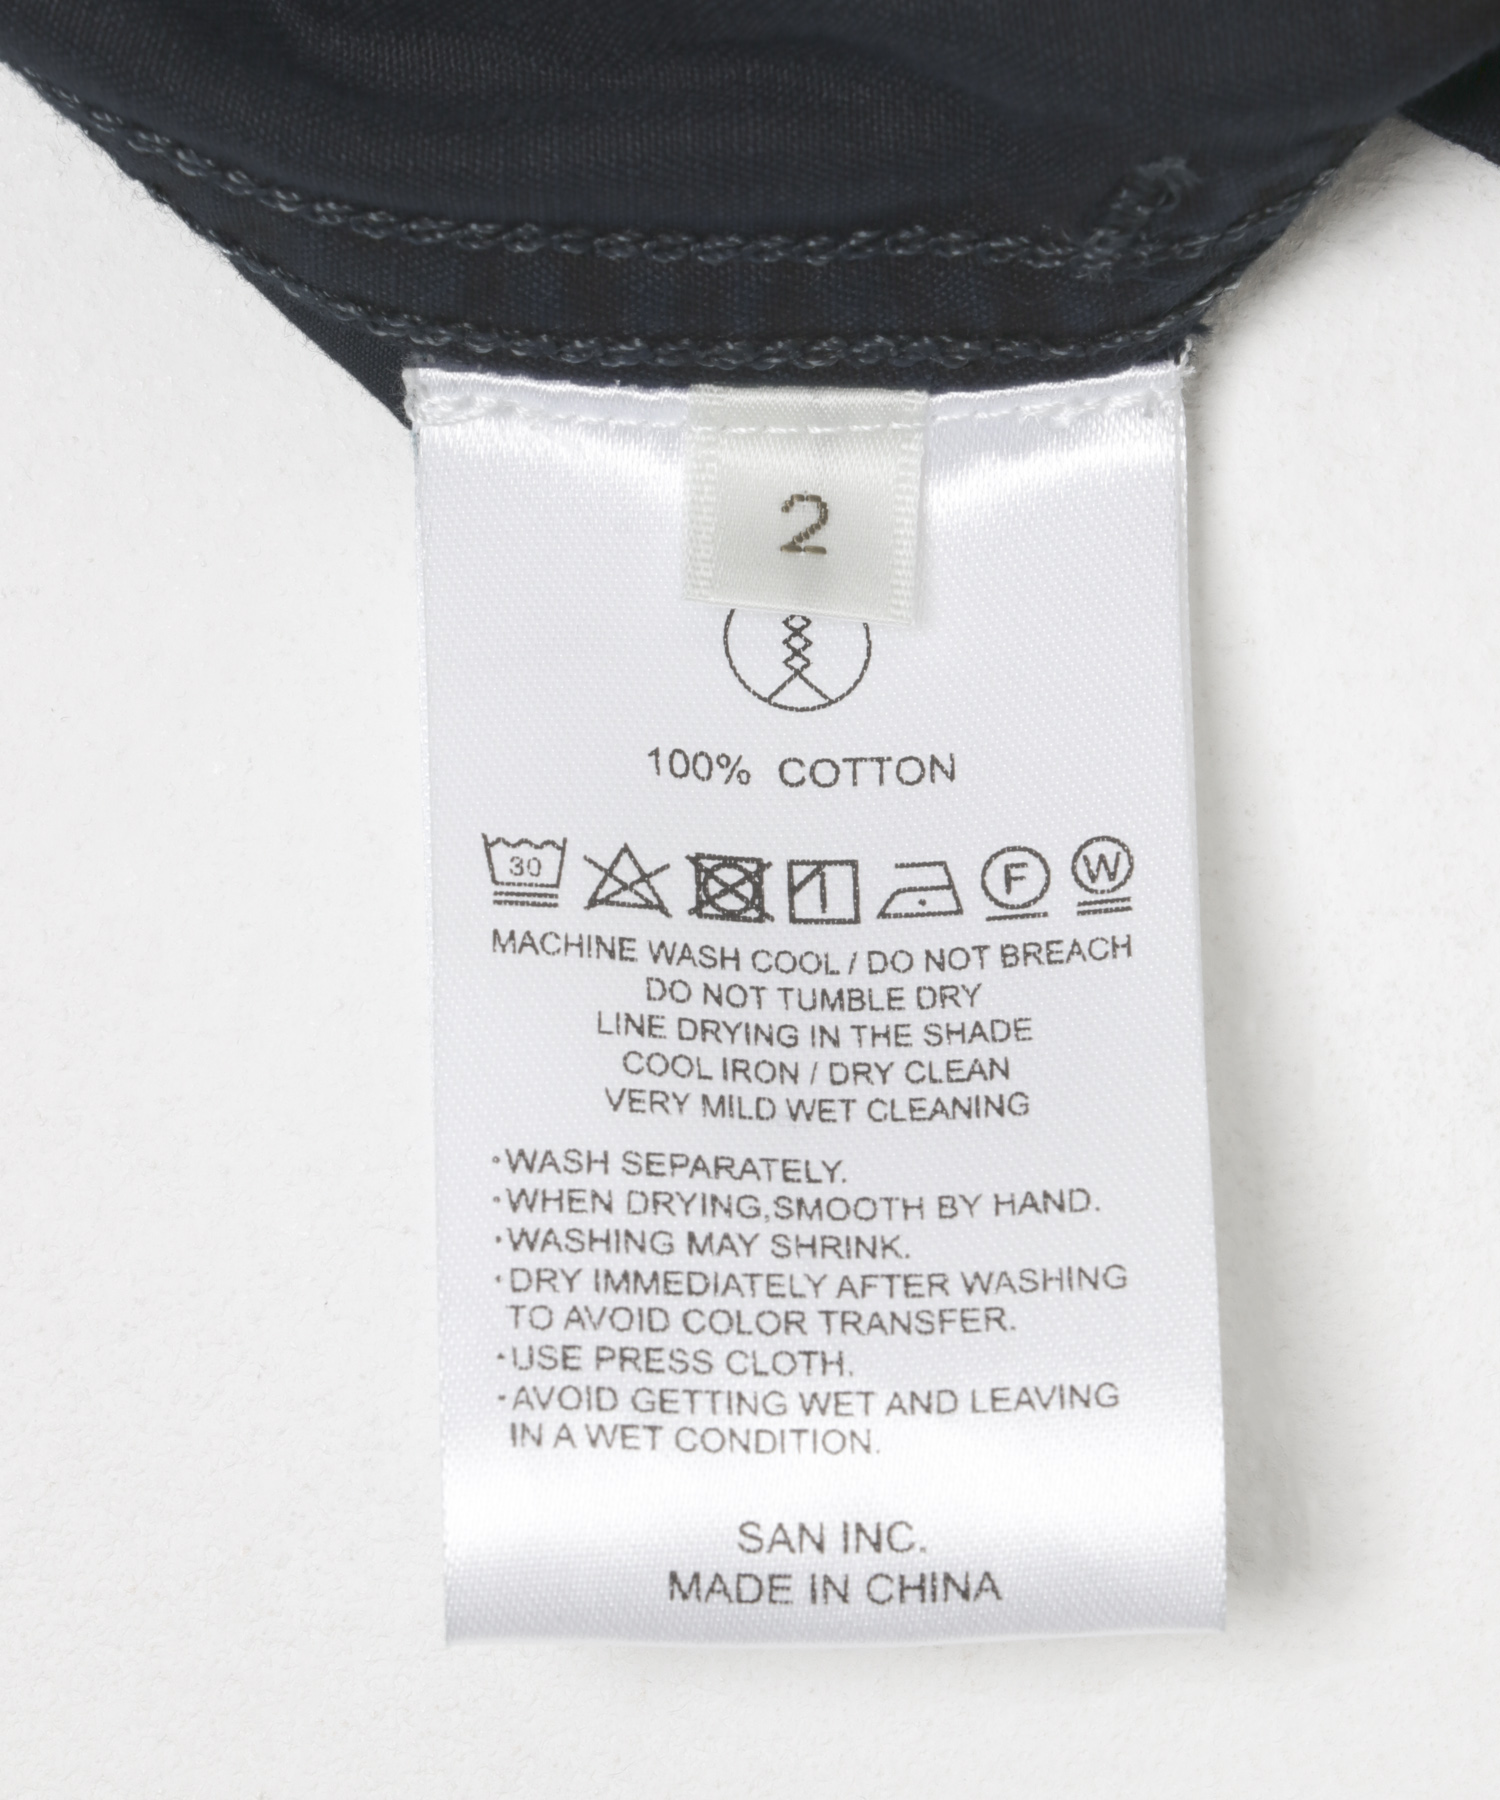 2
100% COTTON
30 F W
MACHINE WASH COOL / DO NOT BREACH
DO NOT TUMBLE DRY
LINE DRYING IN THE SHADE
COOL IRON / DRY CLEAN
VERY MILD WET CLEANING
·WASH SEPARATELY.
·WHEN DRYING,SMOOTH BY HAND.
·WASHING MAY SHRINK.
·DRY IMMEDIATELY AFTER WASHING
TO AVOID COLOR TRANSFER.
·USE PRESS CLOTH.
·AVOID GETTING WET AND LEAVING
IN A WET CONDITION.
SAN INC.
MADE IN CHINA